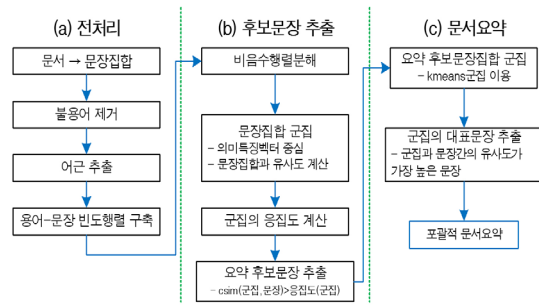 (a) 전처리
문서 → 문장집합
불용어 제거
어근 추출
용어-문장 빈도행렬 구축
(b) 후보문장 추출
비음수행렬분해
문장집합 군집
- 의미특징벡터 중심
- 문장집합과 유사도 계산
군집의 응집도 계산
요약 후보문장 추출
- csim(군집,문장)>응집도(군집)
(c) 문서요약
요약 후보문장집합 군집
- kmeans군집 이용
군집의 대표문장 추출
- 군집과 문장간의 유사도가
가장 높은 문장
포괄적 문서요약